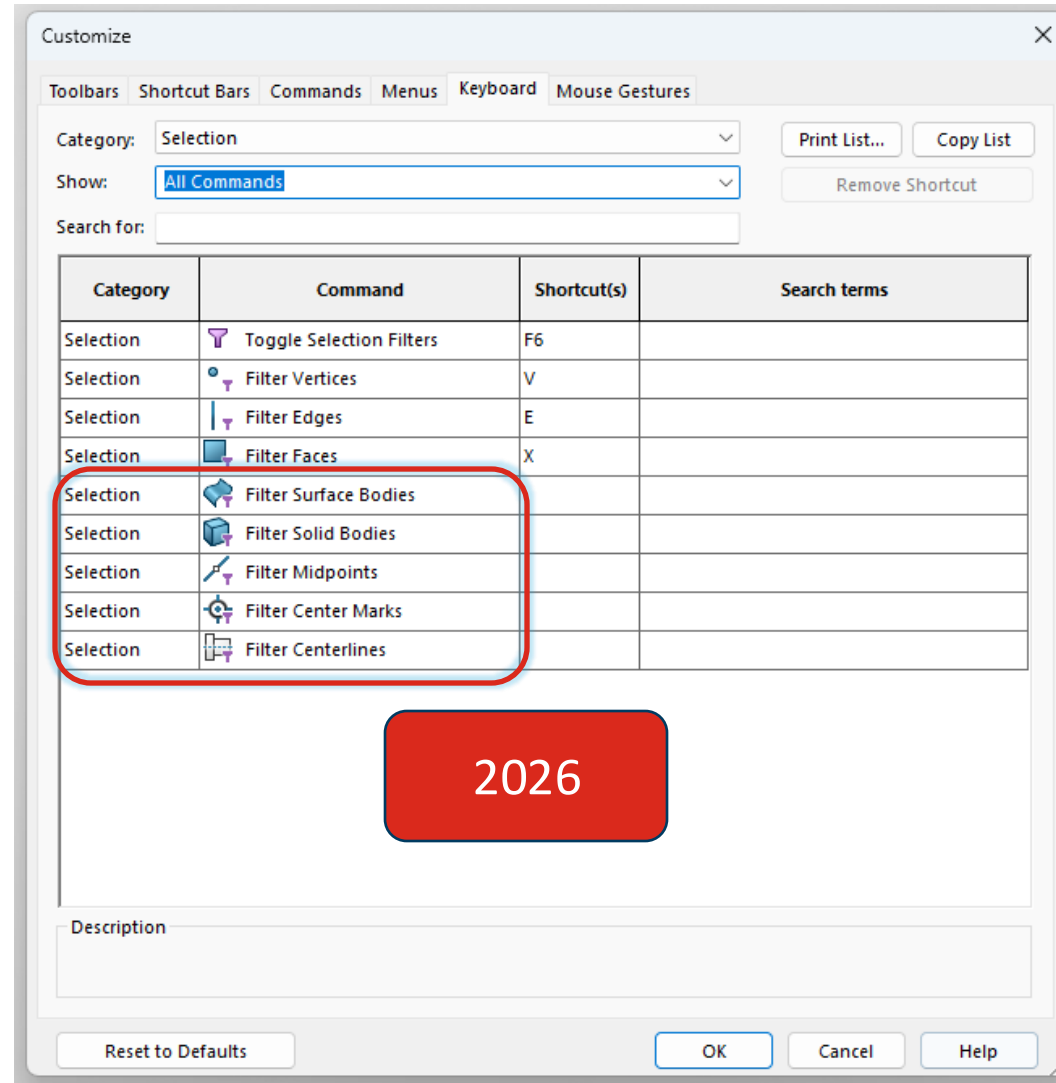 Customize
Toolbars Shortcut Bars Commands Menus Keyboard Mouse Gestures
Category: Selection Print List... Copy List
Show: All Commands Remove Shortcut
Search for:
Category Command Shortcut(s) Search terms
Selection Toggle Selection Filters F6
Selection Filter Vertices V
Selection Filter Edges E
Selection Filter Faces X
Selection Filter Surface Bodies
Selection Filter Solid Bodies
Selection Filter Midpoints
Selection Filter Center Marks
Selection Filter Centerlines
2026
Description
Reset to Defaults OK Cancel Help